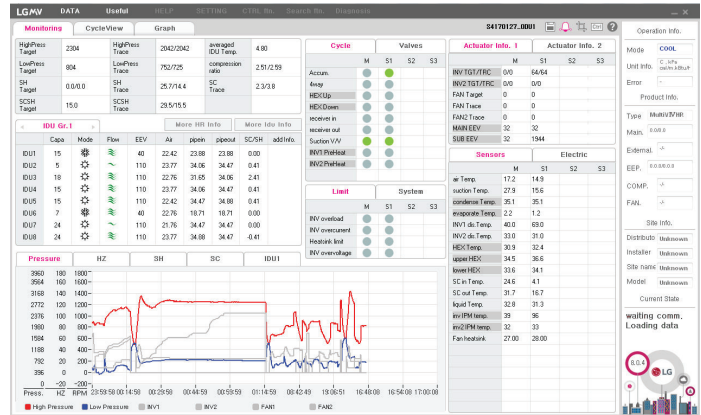 LGMV DATA Useful HELP SETTING CTRL Rn. Search Rn. Diagnosis
Monitoring CycleView Graph S4170127.D0U1
HighPress Target 2304 HighPress Trace 2042/2042 averaged IDU Temp. 4.80
LowPress Target 804 LowPress Trace 752/725 compression ratio 2.51/2.59
SH Target 0.0/0.0 SH Trace 25.7/14.4 SC Trace 2.3/3.8
SCSH Target 15.0 SCSH Trace 29.5/15.5
IDU Gr.1 More HR Info More Idu Info
Capa Mode Flow EEV Air pipein pipeout SC/SH add Info.
IDU1 15 40 22.42 23.88 23.88 0.00
IDU2 5 110 23.77 34.06 34.47 0.41
IDU3 18 110 22.76 31.65 34.06 2.41
IDU4 15 110 23.77 34.06 34.47 0.41
IDU5 15 110 22.42 34.47 34.88 0.41
IDU6 7 40 22.76 18.71 18.71 0.00
IDU7 24 110 21.76 34.47 34.47 0.00
IDU8 24 110 23.77 34.88 34.47 -0.41
Cycle Valves
M S1 S2 S3
Accum.
4way
HEX Up
HEX Down
receiver in
receiver out
Suction V/V
INV1 PreHeat
INV2 PreHeat
Limit System
M S1 S2 S3
INV overload
INV overcurrent
Heatsink limit
INV overvoltage
Actuator Info. 1 Actuator Info. 2
M S1 S2 S3
INV TGT/TRC 0/0 64/64
INV2 TGT/TRC 0/0 0/0
FAN Target 0 0
FAN Trace 0 0
FAN2 Trace 0 0
MAIN EEV 32 32
SUB EEV 32 1944
Sensors Electric
M S1 S2 S3
air Temp. 17.2 14.9
suction Temp. 27.9 15.6
condense Temp. 35.1 35.1
evaporate Temp. 2.2 1.2
INV1 dis.Temp. 40.0 69.0
INV2 dis.Temp. 33.0 31.0
HEX Temp. 30.9 32.4
upper HEX 34.5 36.6
lower HEX 33.6 34.1
SC in Temp. 24.6 4.1
SC out Temp. 31.7 16.7
liquid Temp. 32.8 31.3
inv IPM temp. 39 96
inv2 IPM temp. 32 33
Fan heatsink 27.00 28.00
Operation Info.
Mode COOL
Unit Info.
Error -
Product Info.
Type MultiV IV HR
Main. 0.0/0.0
External. -/-
EEP. 0.0.0/0.0.0
COMP. -/-
FAN. -/-
Site Info.
Distributo Unknown
Installer Unknown
Site name Unknown
Model Unknown
Current State
waiting comm.
Loading data
8.0.4 LG
Pressure HZ SH SC IDU1
3960 180 1800
3564 160 1600
3168 140 1400
2772 120 1200
2376 100 1000
1980 80 800
1584 60 600
1188 40 400
792 20 200
396 0 0
0 -20 -200
Press. HZ RPM 23:59:58 00:14:58 00:29:58 00:44:59 00:59:59 01:14:59 08:42:49 19:06:51 16:48:08 16:54:08 17:00:08
High Pressure Low Pressure INV1 INV2 FAN1 FAN2